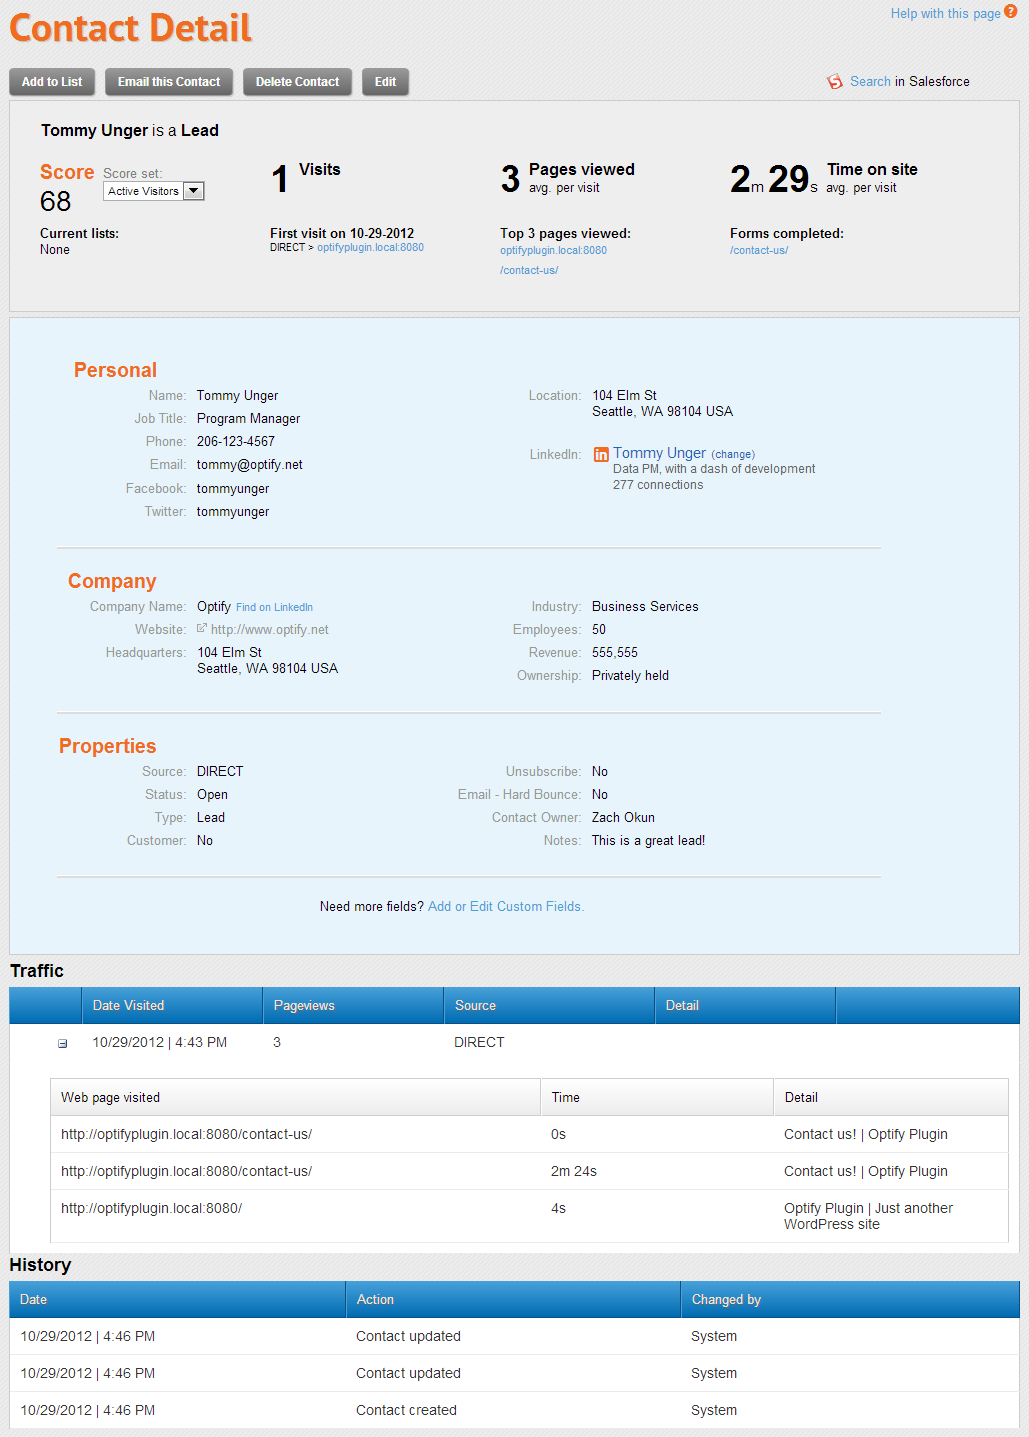 Contact Detail
Help with this page ?
Add to List
Email this Contact
Delete Contact
Edit
Search in Salesforce
Tommy Unger is a Lead
Score
68
Score set:
Active Visitors
Current lists:
None
1 Visits
First visit on 10-29-2012
DIRECT > optifyplugin.local:8080
3 Pages viewed
avg. per visit
Top 3 pages viewed:
optifyplugin.local:8080
/contact-us/
2m 29s Time on site
avg. per visit
Forms completed:
/contact-us/
Personal
Name: Tommy Unger
Job Title: Program Manager
Phone: 206-123-4567
Email: tommy@optify.net
Facebook: tommyunger
Twitter: tommyunger
Location: 104 Elm St
Seattle, WA 98104 USA
LinkedIn: in Tommy Unger (change)
Data PM, with a dash of development
277 connections
Company
Company Name: Optify Find on LinkedIn
Website: http://www.optify.net
Headquarters: 104 Elm St
Seattle, WA 98104 USA
Industry: Business Services
Employees: 50
Revenue: 555,555
Ownership: Privately held
Properties
Source: DIRECT
Status: Open
Type: Lead
Customer: No
Unsubscribe: No
Email - Hard Bounce: No
Contact Owner: Zach Okun
Notes: This is a great lead!
Need more fields? Add or Edit Custom Fields.
Traffic
Date Visited Pageviews Source Detail
10/29/2012 | 4:43 PM 3 DIRECT
Web page visited Time Detail
http://optifyplugin.local:8080/contact-us/ 0s Contact us! | Optify Plugin
http://optifyplugin.local:8080/contact-us/ 2m 24s Contact us! | Optify Plugin
http://optifyplugin.local:8080/ 4s Optify Plugin | Just another
WordPress site
History
Date Action Changed by
10/29/2012 | 4:46 PM Contact updated System
10/29/2012 | 4:46 PM Contact updated System
10/29/2012 | 4:46 PM Contact created System